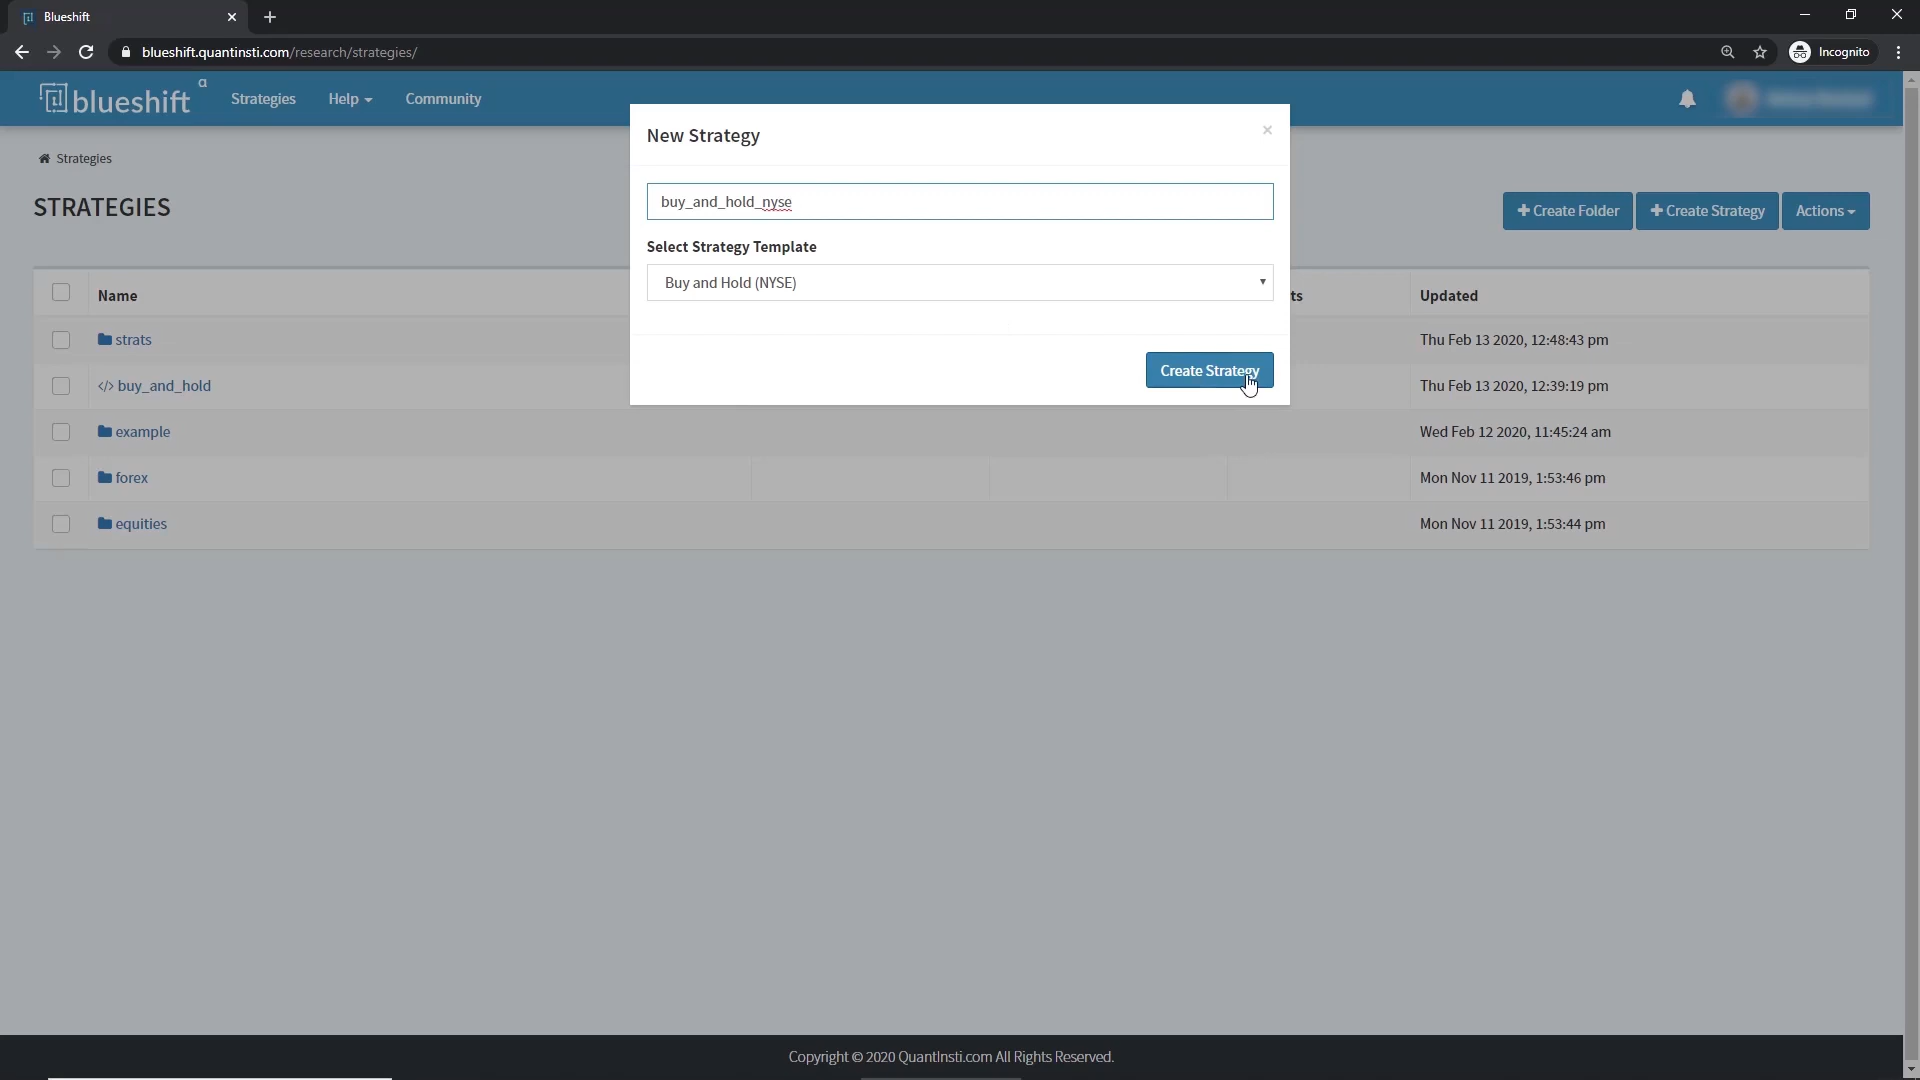 Blueshift
blueshift.quantinsti.com/research/strategies/
Incognito
blueshift α
Strategies
Help
Community
New Strategy
×
Strategies
buy_and_hold_nyse
STRATEGIES
Create Folder
Create Strategy
Actions
Select Strategy Template
Buy and Hold (NYSE)
Name
ts
Updated
strats
Thu Feb 13 2020, 12:48:43 pm
Create Strategy
</> buy_and_hold
Thu Feb 13 2020, 12:39:19 pm
example
Wed Feb 12 2020, 11:45:24 am
forex
Mon Nov 11 2019, 1:53:46 pm
equities
Mon Nov 11 2019, 1:53:44 pm
Copyright © 2020 QuantInsti.com All Rights Reserved.